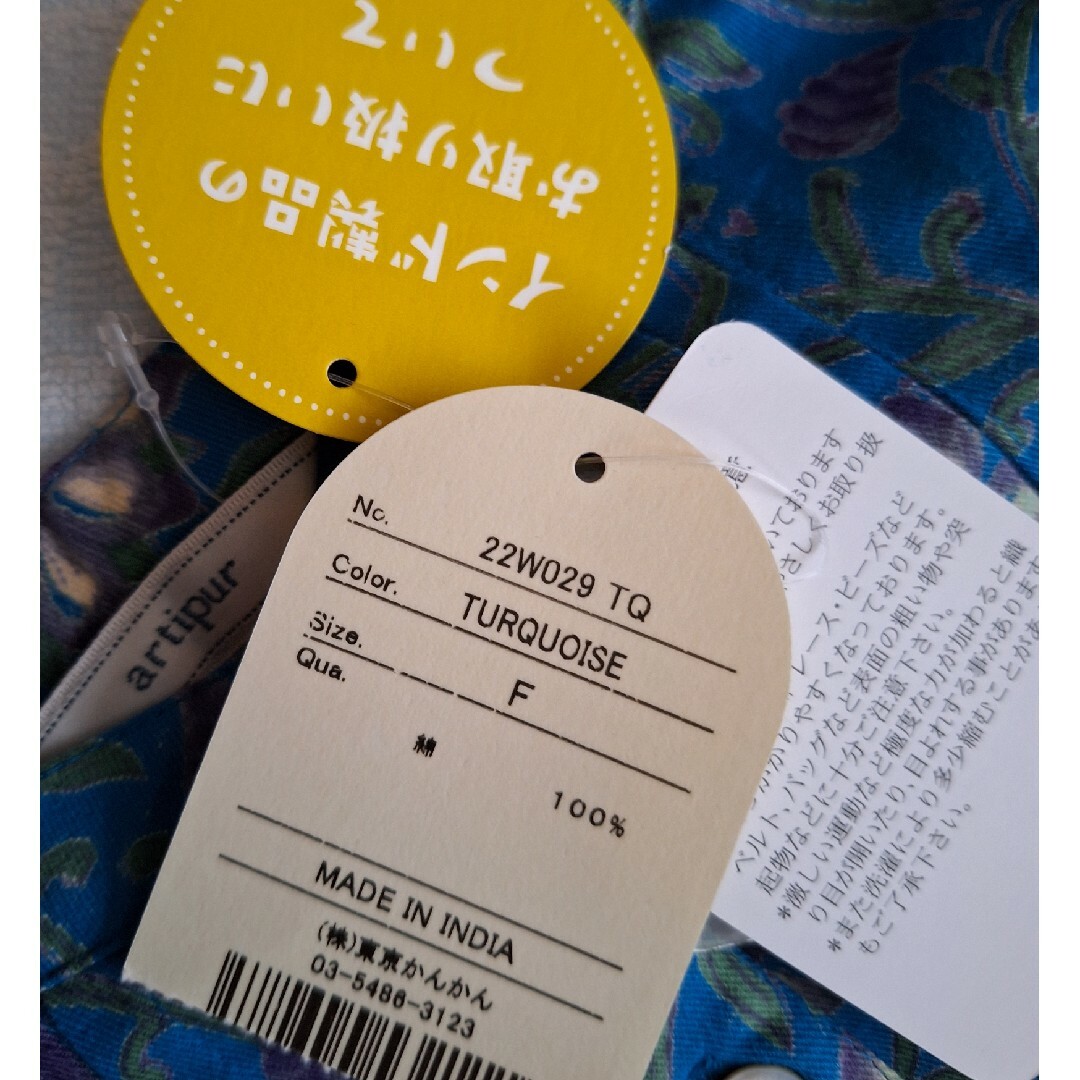 インド製品の
お取り扱いに
ついて
artipur
No. 22W029 TQ
Color. TURQUOISE
Size. F
Qua.
綿
100%
MADE IN INDIA
(株)東京かんかん
03-5486-3123
いております
やさしくお取り扱
レース・ビーズなど
かかりやすくなっております。
ベルト、バッグなど表面の粗い物や突
起物などに十分ご注意下さい。
*激しい運動など極度な力が加わると織
り目が開いたり、目よれする事があります
*また洗濯により多少縮むことがあ
もご了承下さい。